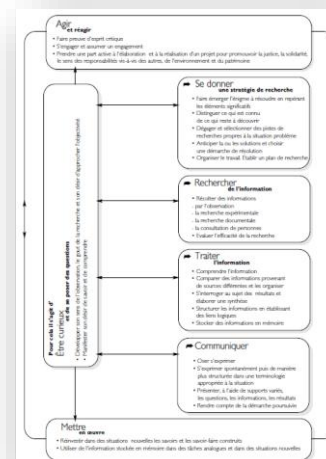 Agir
et réagir
• Faire preuve d'esprit critique
• S'engager et assumer un engagement
• Prendre une part active à l'élaboration et à la réalisation d'un projet pour promouvoir la justice, la solidarité,
le sens des responsabilités vis-à-vis des autres, de l'environnement et du patrimoine
Pour cela il s'agit d'
Être curieux
et de se poser des questions
• Développer son sens de l'observation, le goût de la recherche et son désir d'approcher l'objectivité
• Manifester son désir de savoir et de comprendre
Se donner
une stratégie de recherche
• Faire émerger l'énigme à résoudre en repérant
les éléments significatifs
• Distinguer ce qui est connu
de ce qui reste à découvrir
• Dégager et sélectionner des pistes de
recherches propres à la situation problème
• Anticiper la ou les solutions et choisir
une démarche de résolution
• Organiser le travail. Établir un plan de recherche
Rechercher
de l'information
• Récolter des informations
- par l'observation
- la recherche expérimentale
- la recherche documentaire
- la consultation de personnes
• Evaluer l'efficacité de la recherche
Traiter
l'information
• Comprendre l'information
• Comparer des informations provenant
de sources différentes et les organiser
• S'interroger au sujet des résultats et
élaborer une synthèse
• Structurer les informations en établissant
des liens logiques
• Stocker des informations en mémoire
Communiquer
• Oser s'exprimer
• S'exprimer spontanément puis de manière
plus structurée dans une terminologie
appropriée à la situation
• Présenter, à l'aide de supports variés,
les questions, les informations, les résultats
• Rendre compte de la démarche poursuivie
Mettre
en œuvre
• Réinvestir dans des situations nouvelles les savoirs et les savoir-faire construits
• Utiliser de l'information stockée en mémoire dans des tâches analogues et dans des situations nouvelles